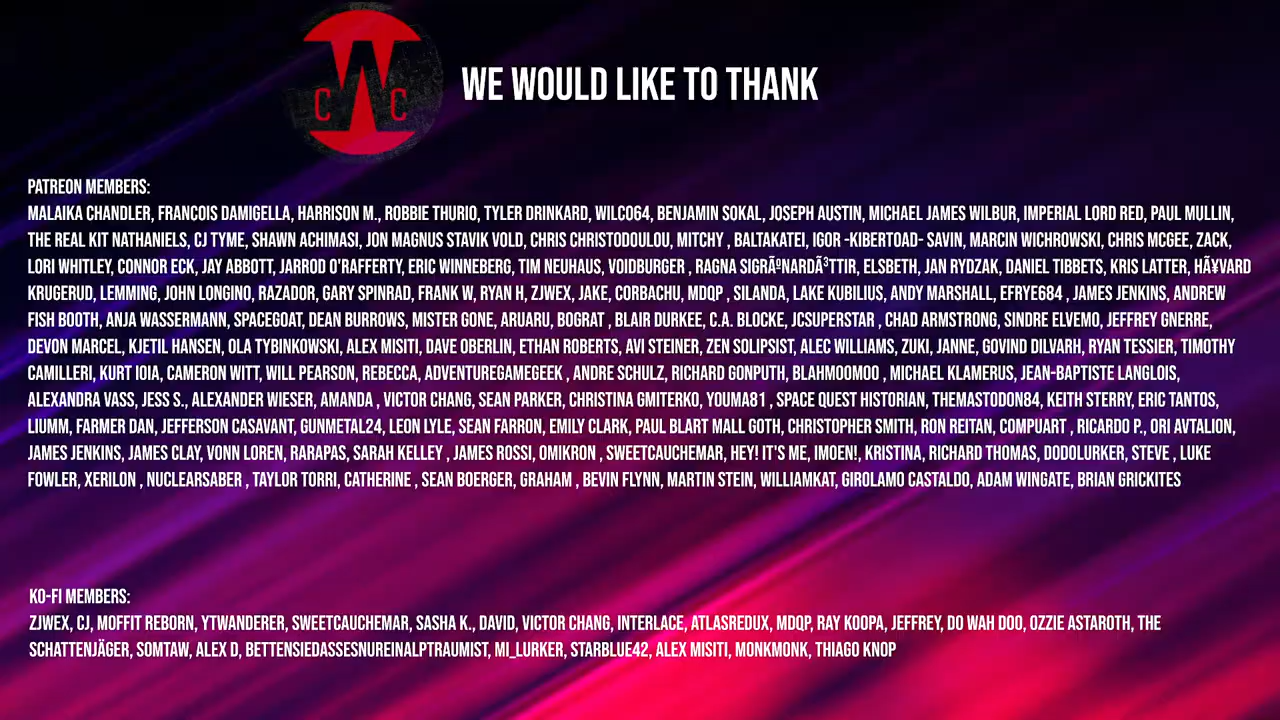 W
C C
WE WOULD LIKE TO THANK
PATREON MEMBERS:
MALAIKA CHANDLER, FRANCOIS DAMIGELLA, HARRISON M., ROBBIE THURIO, TYLER DRINKARD, WILCO64, BENJAMIN SOKAL, JOSEPH AUSTIN, MICHAEL JAMES WILBUR, IMPERIAL LORD RED, PAUL MULLIN,
THE REAL KIT NATHANIELS, CJ TYME, SHAWN ACHIMASI, JON MAGNUS STAVIK VOLD, CHRIS CHRISTODOULOU, MITCHY , BALTAKATEI, IGOR -KIBERTOAD- SAVIN, MARCIN WICHROWSKI, CHRIS MCGEE, ZACK,
LORI WHITLEY, CONNOR ECK, JAY ABBOTT, JARROD O'RAFFERTY, ERIC WINNEBERG, TIM NEUHAUS, VOIDBURGER , RAGNA SIGRÃºNARDÃ³TTIR, ELSBETH, JAN RYDZAK, DANIEL TIBBETS, KRIS LATTER, HÃ¥VARD
KRUGERUD, LEMMING, JOHN LONGINO, RAZADOR, GARY SPINRAD, FRANK W, RYAN H, ZJWEX, JAKE, CORBACHU, MDQP , SILANDA, LAKE KUBILIUS, ANDY MARSHALL, EFRYE684 , JAMES JENKINS, ANDREW
FISH BOOTH, ANJA WASSERMANN, SPACEGOAT, DEAN BURROWS, MISTER GONE, ARUARU, BOGRAT , BLAIR DURKEE, C.A. BLOCKE, JCSUPERSTAR , CHAD ARMSTRONG, SINDRE ELVEMO, JEFFREY GNERRE,
DEVON MARCEL, KJETIL HANSEN, OLA TYBINKOWSKI, ALEX MISITI, DAVE OBERLIN, ETHAN ROBERTS, AVI STEINER, ZEN SOLIPSIST, ALEC WILLIAMS, ZUKI, JANNE, GOVIND DILVARH, RYAN TESSIER, TIMOTHY
CAMILLERI, KURT IOIA, CAMERON WITT, WILL PEARSON, REBECCA, ADVENTUREGAMEGEEK , ANDRE SCHULZ, RICHARD GONPUTH, BLAHMOOMOO , MICHAEL KLAMERUS, JEAN-BAPTISTE LANGLOIS,
ALEXANDRA VASS, JESS S., ALEXANDER WIESER, AMANDA , VICTOR CHANG, SEAN PARKER, CHRISTINA GMITERKO, YOUMA81 , SPACE QUEST HISTORIAN, THEMASTODON84, KEITH STERRY, ERIC TANTOS,
LIUMM, FARMER DAN, JEFFERSON CASAVANT, GUNMETAL24, LEON LYLE, SEAN FARRON, EMILY CLARK, PAUL BLART MALL GOTH, CHRISTOPHER SMITH, RON REITAN, COMPUART , RICARDO P., ORI AVTALION,
JAMES JENKINS, JAMES CLAY, VONN LOREN, RARAPAS, SARAH KELLEY , JAMES ROSSI, OMIKRON , SWEETCAUCHEMAR, HEY! IT'S ME, IMOEN!, KRISTINA, RICHARD THOMAS, DODOLURKER, STEVE , LUKE
FOWLER, XERILON , NUCLEARSABER , TAYLOR TORRI, CATHERINE , SEAN BOERGER, GRAHAM , BEVIN FLYNN, MARTIN STEIN, WILLIAMKAT, GIROLAMO CASTALDO, ADAM WINGATE, BRIAN GRICKITES
KO-FI MEMBERS:
ZJWEX, CJ, MOFFIT REBORN, YTWANDERER, SWEETCAUCHEMAR, SASHA K., DAVID, VICTOR CHANG, INTERLACE, ATLASREDUX, MDQP, RAY KOOPA, JEFFREY, DO WAH DOO, OZZIE ASTAROTH, THE
SCHATTENJÄGER, SOMTAW, ALEX D, BETTENSIEDASSESNUREINALPTRAUMIST, MI_LURKER, STARBLUE42, ALEX MISITI, MONKMONK, THIAGO KNOP